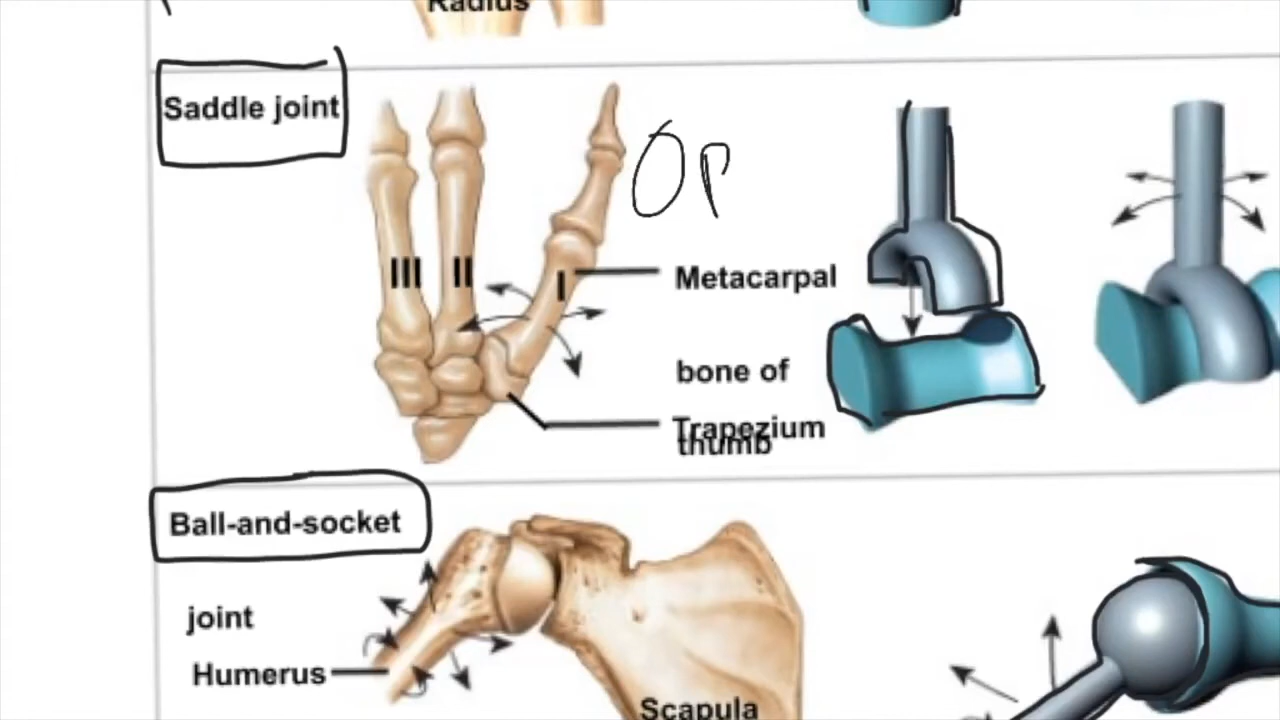 Radius
Saddle joint
Op
III II I
Metacarpal
bone of
thumb
Trapezium
Ball-and-socket
joint
Humerus
Scapula